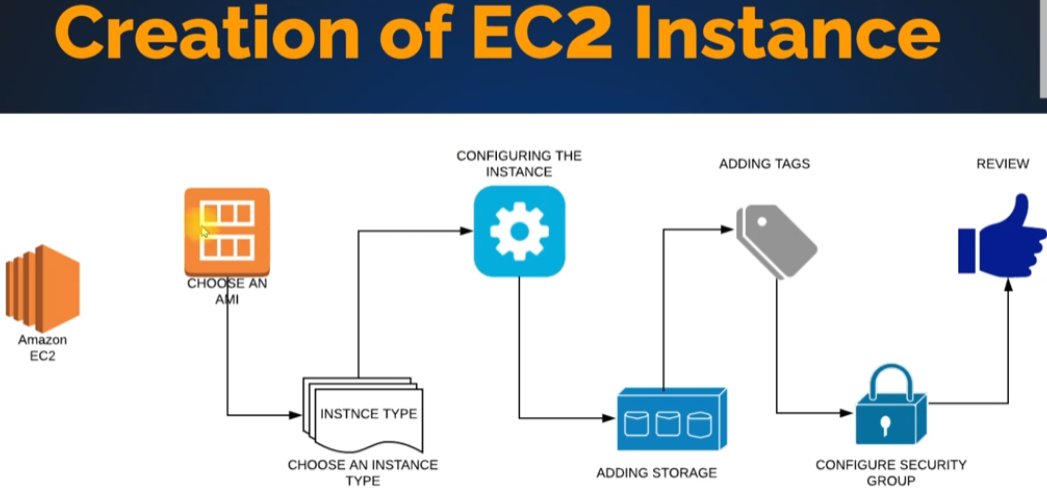 Creation of EC2 Instance
Amazon
EC2
CHOOSE AN
AMI
INSTNCE TYPE
CHOOSE AN INSTANCE
TYPE
CONFIGURING THE
INSTANCE
ADDING STORAGE
ADDING TAGS
CONFIGURE SECURITY
GROUP
REVIEW